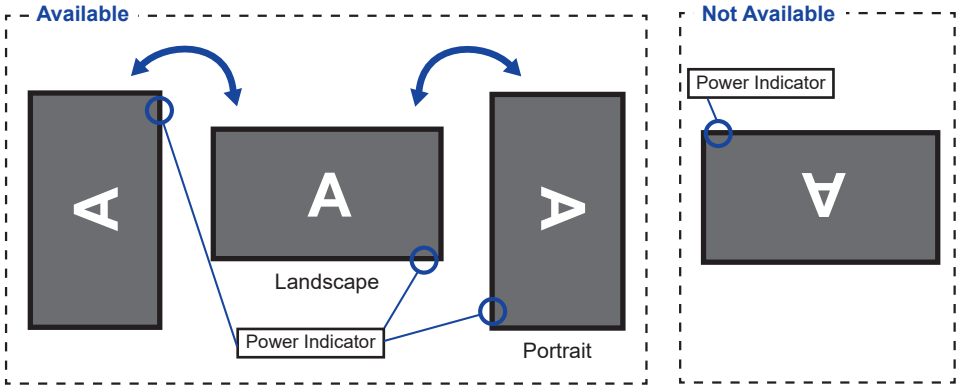 Available
Not Available
Power Indicator
A
A
A
A
Landscape
Power Indicator
Portrait